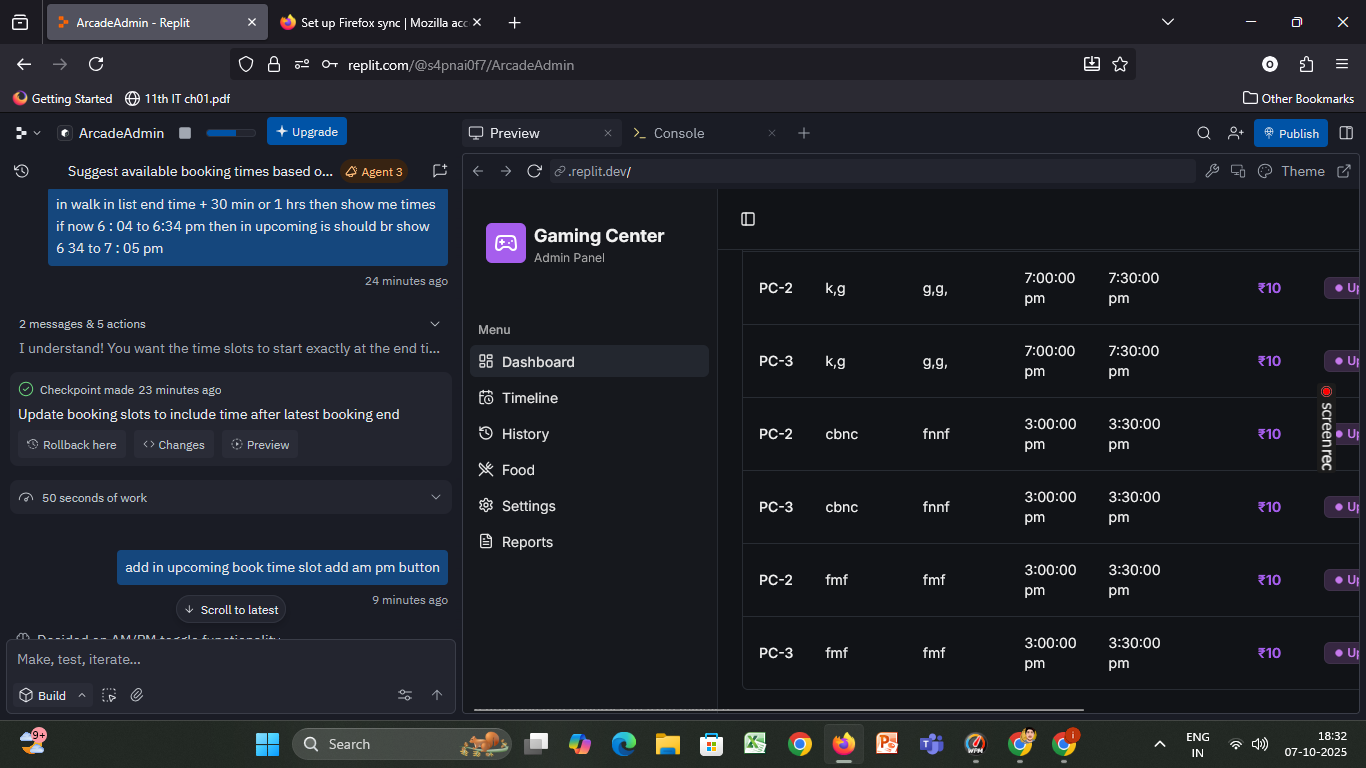 ArcadeAdmin - Replit
Set up Firefox sync | Mozilla acc
replit.com/@s4pnai0f7/ArcadeAdmin
Getting Started
11th IT ch01.pdf
Other Bookmarks
ArcadeAdmin
Upgrade
Suggest available booking times based o...
Agent 3
in walk in list end time + 30 min or 1 hrs then show me times
if now 6 : 04 to 6:34 pm then in upcoming is should br show
6 34 to 7 : 05 pm
24 minutes ago
2 messages & 5 actions
I understand! You want the time slots to start exactly at the end ti...
Checkpoint made 23 minutes ago
Update booking slots to include time after latest booking end
Rollback here
Changes
Preview
50 seconds of work
add in upcoming book time slot add am pm button
9 minutes ago
Scroll to latest
Decided on AM/PM toggle functionality
Make, test, iterate...
Build
Preview
Console
Publish
.replit.dev/
Theme
Gaming Center
Admin Panel
Menu
Dashboard
Timeline
History
Food
Settings
Reports
PC-2 k,g g,g, 7:00:00 pm 7:30:00 pm ₹10 Up
PC-3 k,g g,g, 7:00:00 pm 7:30:00 pm ₹10 Up
PC-2 cbnc fnnf 3:00:00 pm 3:30:00 pm ₹10 Up
PC-3 cbnc fnnf 3:00:00 pm 3:30:00 pm ₹10 Up
PC-2 fmf fmf 3:00:00 pm 3:30:00 pm ₹10 Up
PC-3 fmf fmf 3:00:00 pm 3:30:00 pm ₹10 Up
screenrec
9+
Search
WPM
ENG
IN
18:32
07-10-2025